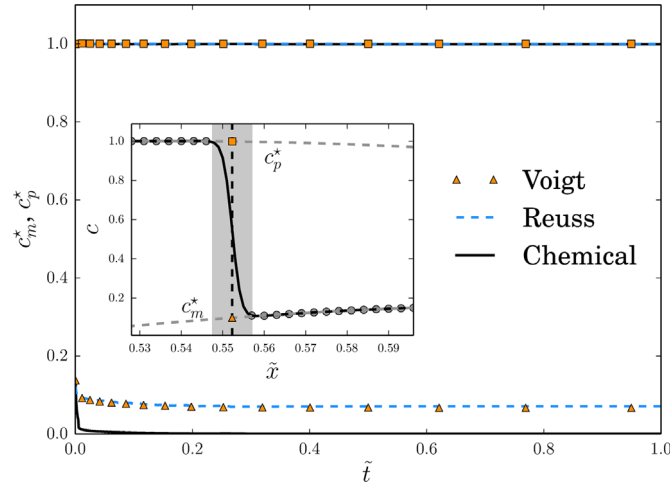 1.0
0.8
0.6
0.4
0.2
0.0
c*ₘ, c*ₚ
0.0 0.2 0.4 0.6 0.8 1.0
t̃
1.0
0.8
0.6
0.4
0.2
c
0.53 0.54 0.55 0.56 0.57 0.58 0.59
x̃
c*ₚ
c*ₘ
Voigt
Reuss
Chemical